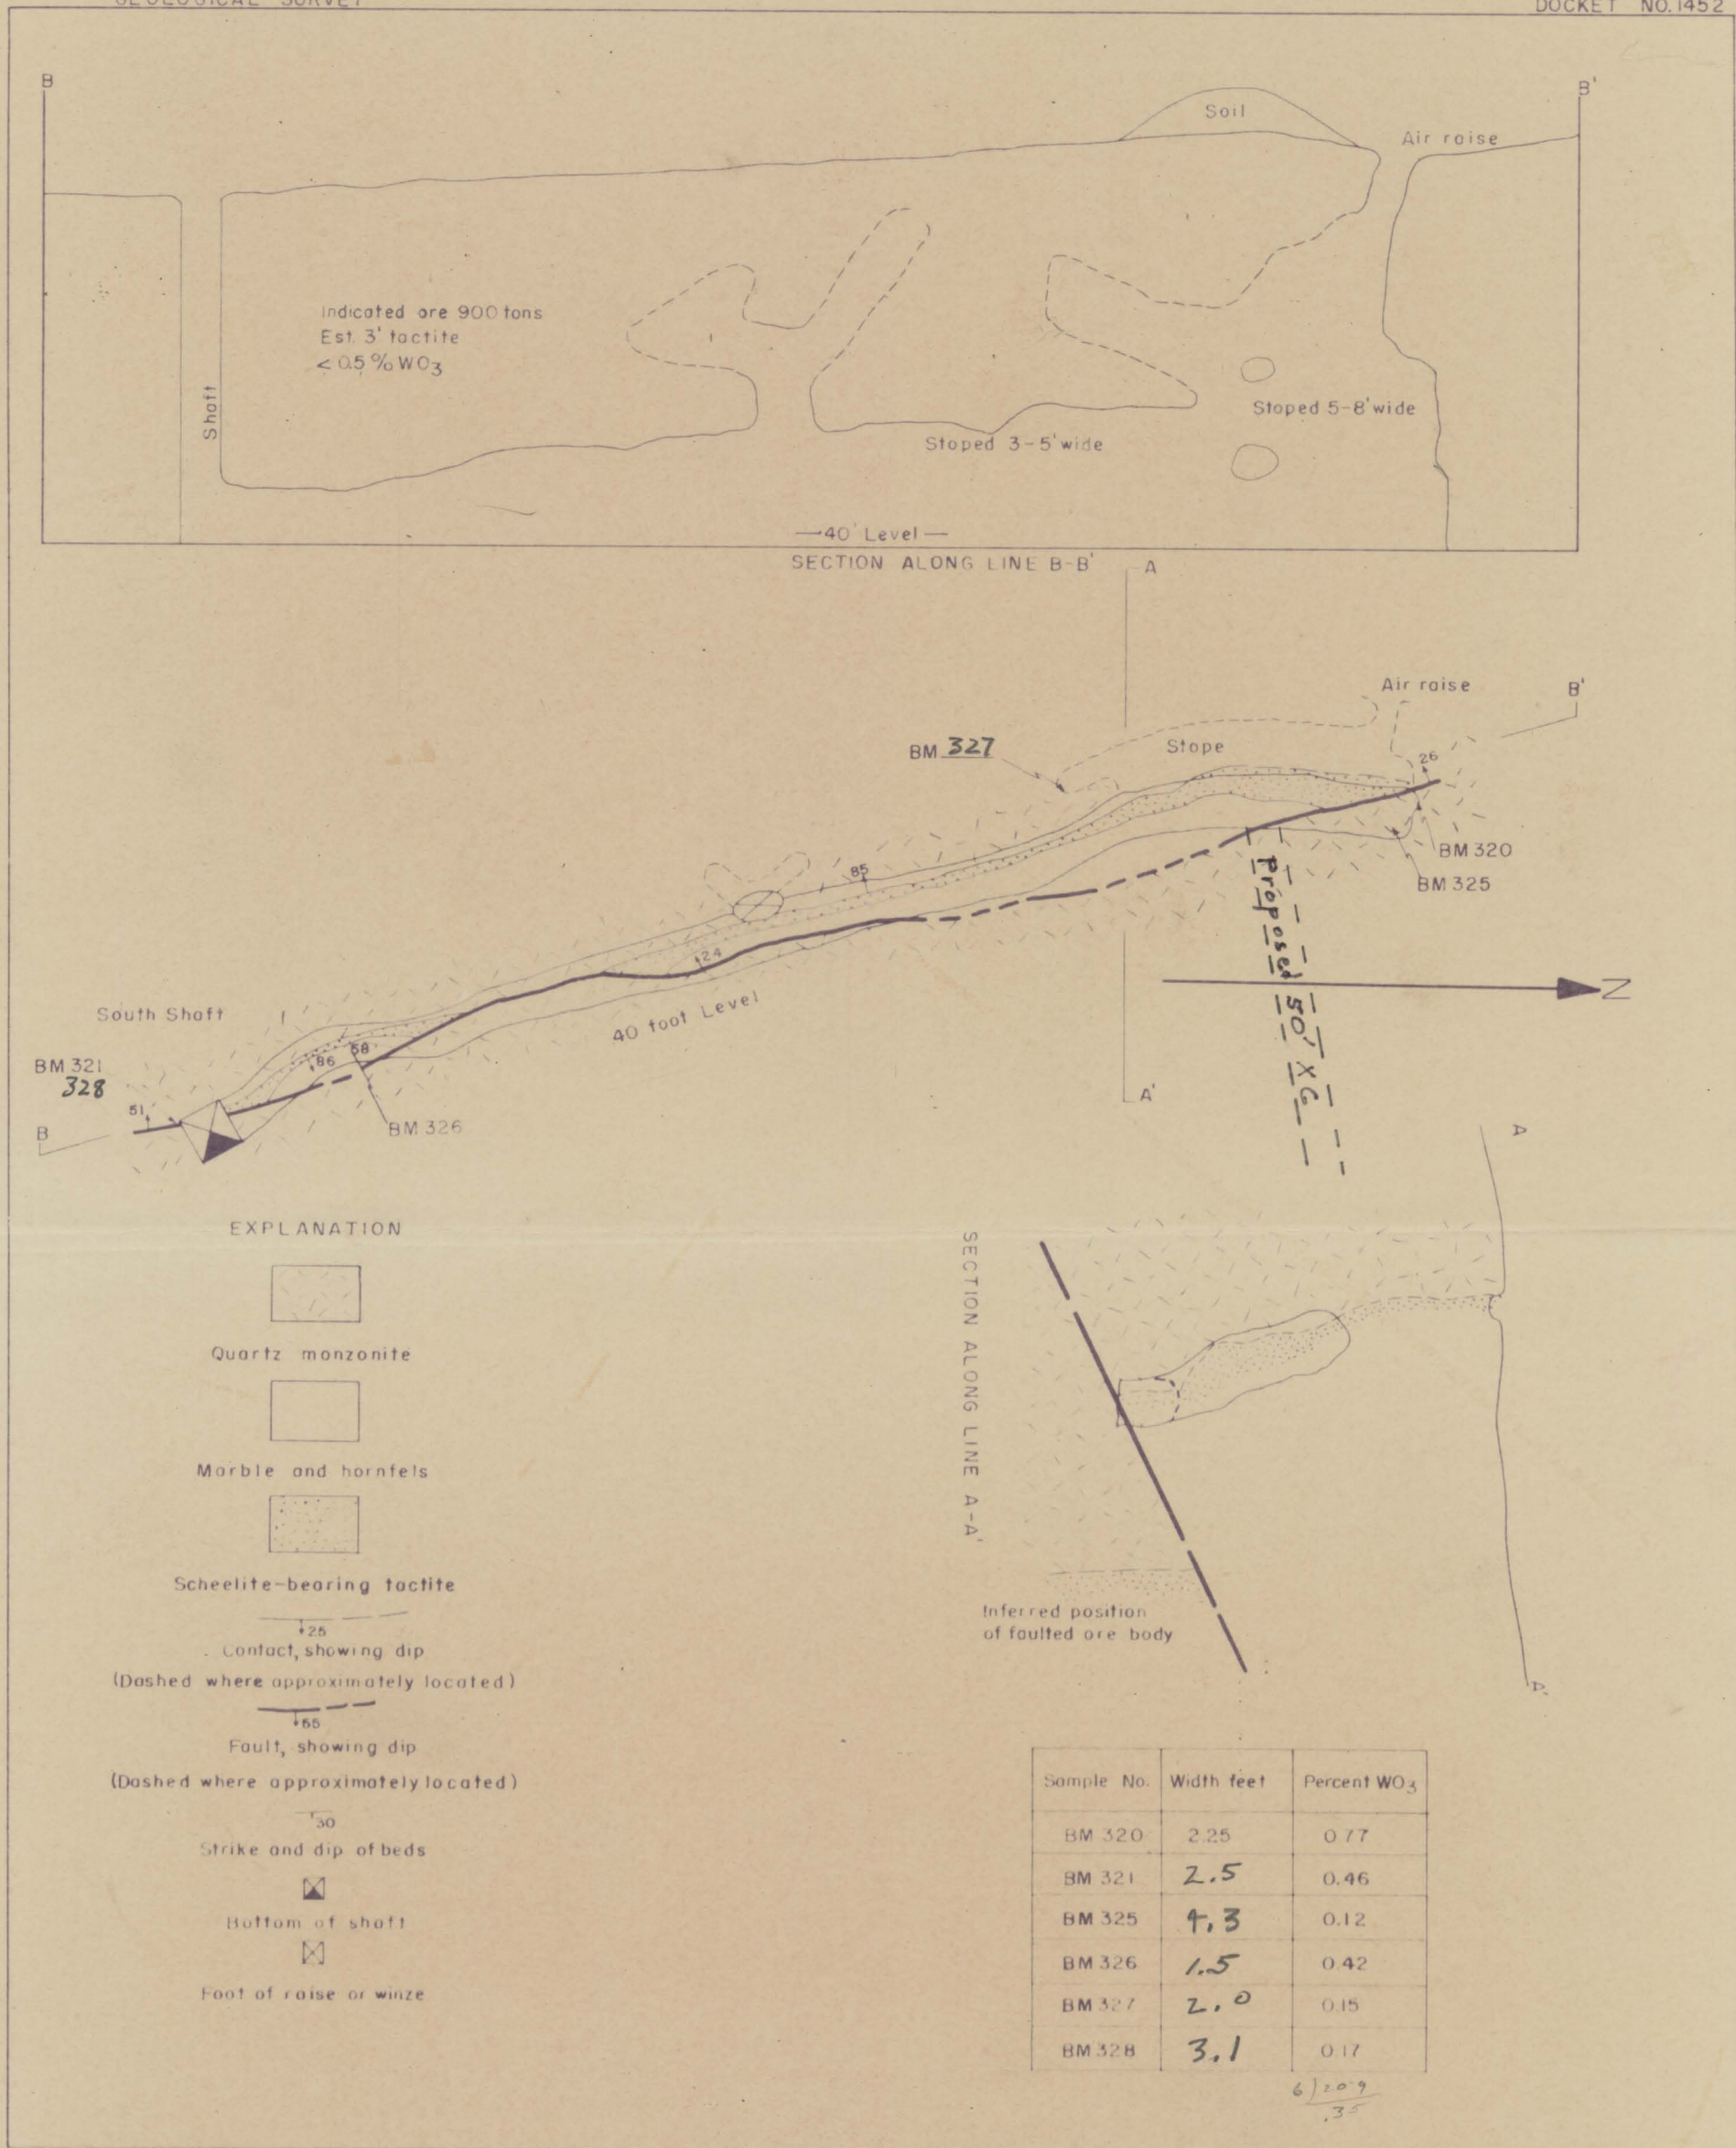 GEOLOGICAL SURVEY
DOCKET NO. 1452
B
B'
Soil
Air raise
Indicated ore 900 tons
Est. 3' tactite
< 0.5 % WO3
Shaft
Stoped 5-8' wide
Stoped 3-5' wide
—40' Level—
SECTION ALONG LINE B-B'
A
Air raise
B'
BM 327
Stope
26
85
BM 320
BM 325
Proposed 50' XC
24
N
South Shaft
40 foot Level
58
86
BM 321
328
51
A'
B
BM 326
A
EXPLANATION
SECTION ALONG LINE A-A'
Quartz monzonite
Marble and hornfels
Scheelite-bearing tactite
Inferred position
of faulted ore body
25
Contact, showing dip
(Dashed where approximately located)
A'
55
Fault, showing dip
(Dashed where approximately located)
30
Strike and dip of beds
Bottom of shaft
Foot of raise or winze
Sample No. Width feet Percent WO3
BM 320 2.25 0.77
BM 321 2.5 0.46
BM 325 4.3 0.12
BM 326 1.5 0.42
BM 327 2.0 0.15
BM 328 3.1 0.17
6)209
.35